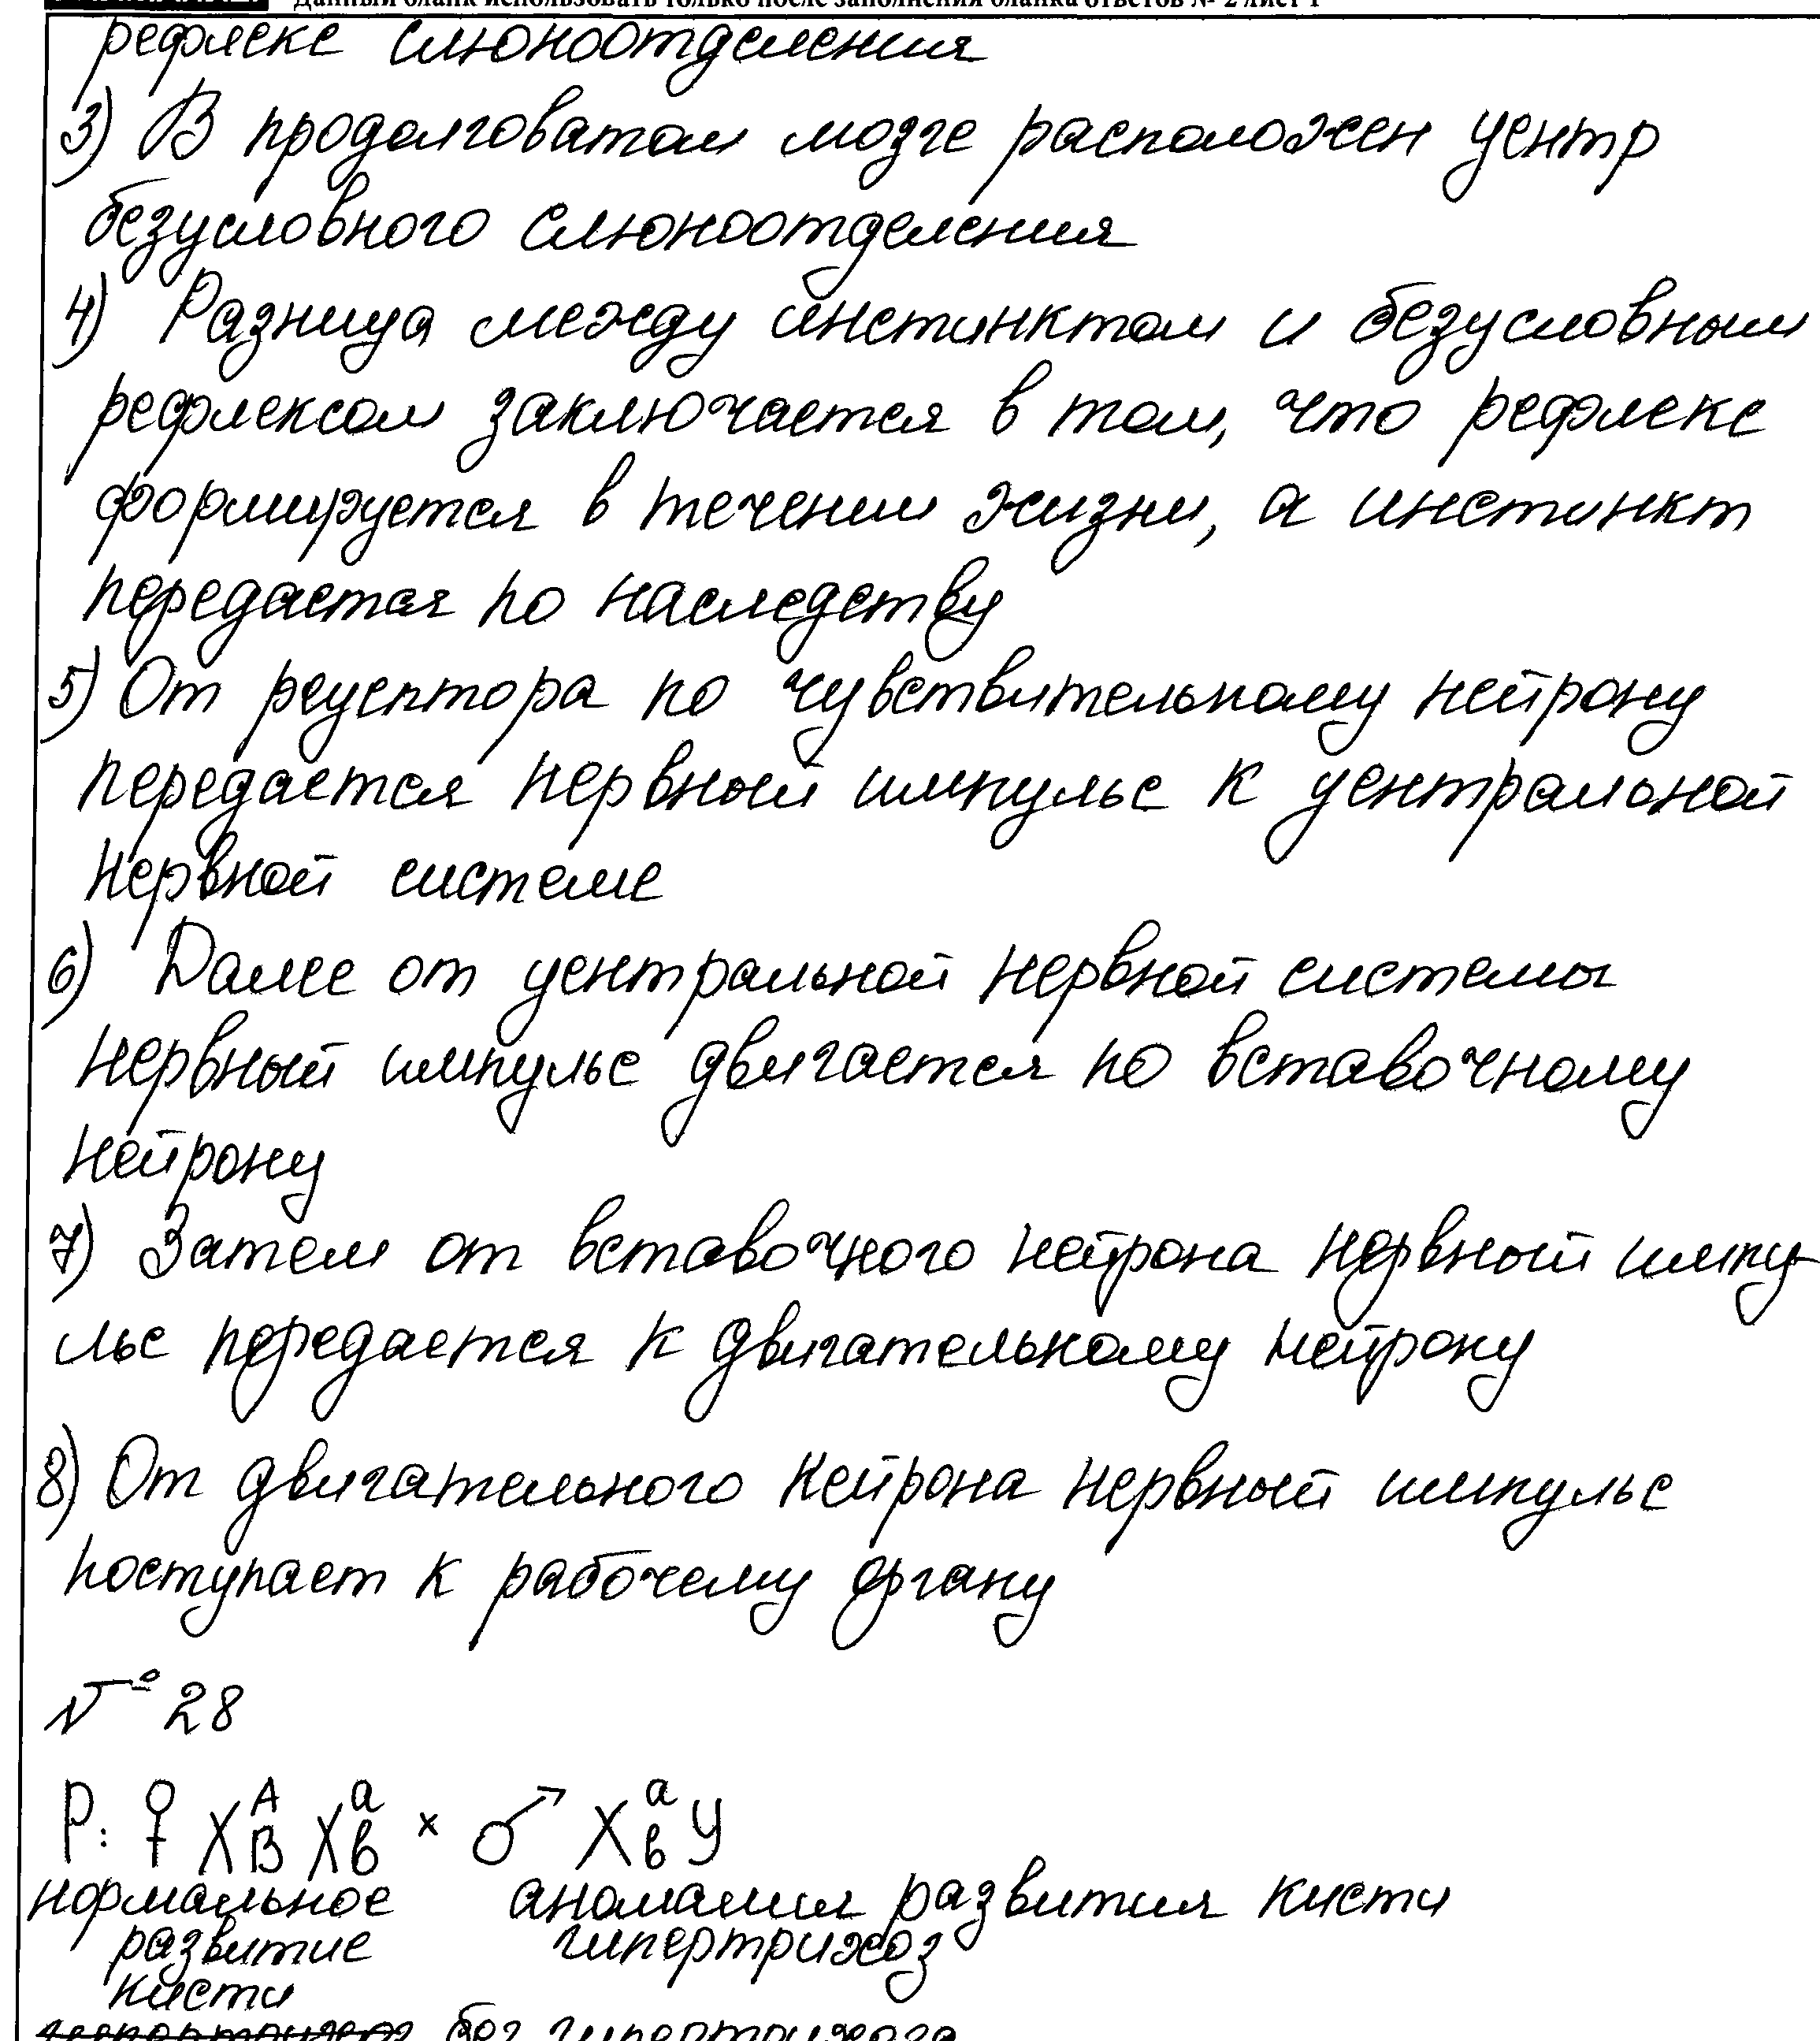 Данный бланк использовать только после заполнения бланка ответов № 2 лист 1
рефлекс слюноотделения
3) В продолговатом мозге расположен центр
безусловного слюноотделения
4) Разница между инстинктом и безусловным
рефлексом заключается в том, что рефлекс
формируется в течении жизни, а инстинкт
передается по наследству
5) От рецептора по чувствительному нейрону
передается нервный импульс к центральной
нервной системе
6) Далее от центральной нервной системы
нервный импульс двигается по вставочному
нейрону
7) Затем от вставочного нейрона нервный импу-
льс передается к двигательному нейрону
8) От двигательного нейрона нервный импульс
поступает к рабочему органу
№ 28
P: ♀ X^A_B X^a_b × ♂ X^a_b Y
нормальное аномалия развития кисти
развитие гипертрихоз
кисти
без гипертрихоза